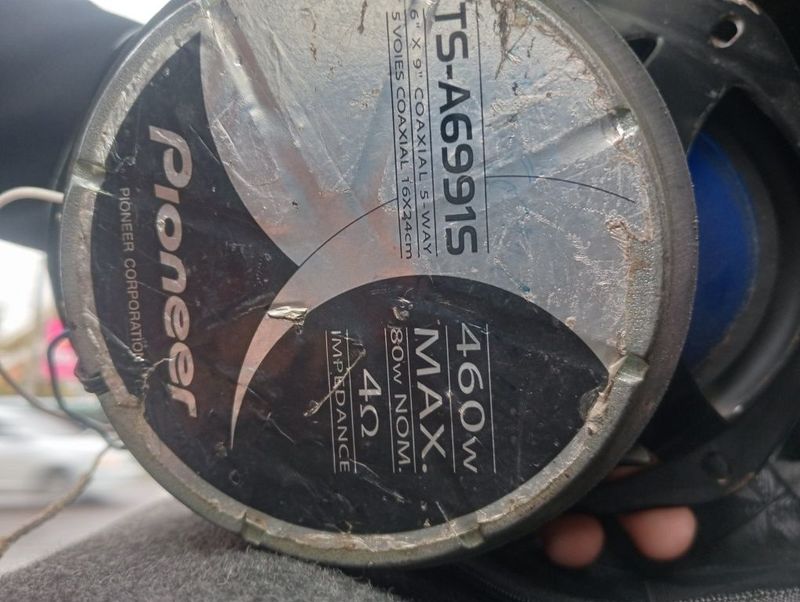 Pioneer
PIONEER CORPORATION
TS-A6991S
6" X 9" COAXIAL 5-WAY
5 VOIES COAXIAL 16X24cm
460w
MAX.
80w NOM.
4Ω
IMPEDANCE